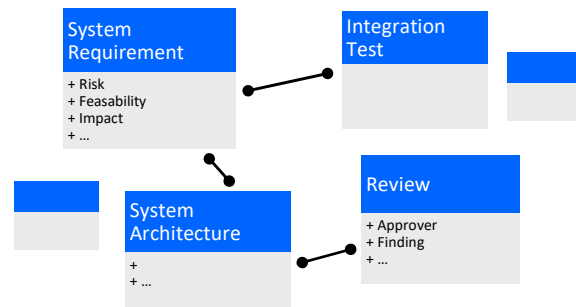 System
Requirement
+ Risk
+ Feasability
+ Impact
+ ...
Integration
Test
System
Architecture
+
+ ...
Review
+ Approver
+ Finding
+ ...